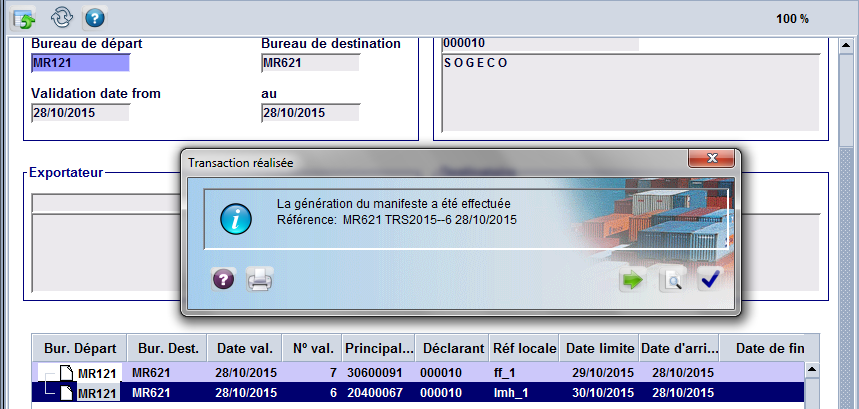 100 %
Bureau de départ Bureau de destination 000010
MR121 MR621 SOGECO
Validation date from au
28/10/2015 28/10/2015
Transaction réalisée
Exportateur
La génération du manifeste a été effectuée
Référence: MR621 TRS2015--6 28/10/2015
Bur. Départ Bur. Dest. Date val. Nº val. Principal... Déclarant Réf locale Date limite Date d'arri... Date de fin
MR121 MR621 28/10/2015 7 30600091 000010 ff_1 29/10/2015 28/10/2015
MR121 MR621 28/10/2015 6 20400067 000010 lmh_1 30/10/2015 28/10/2015